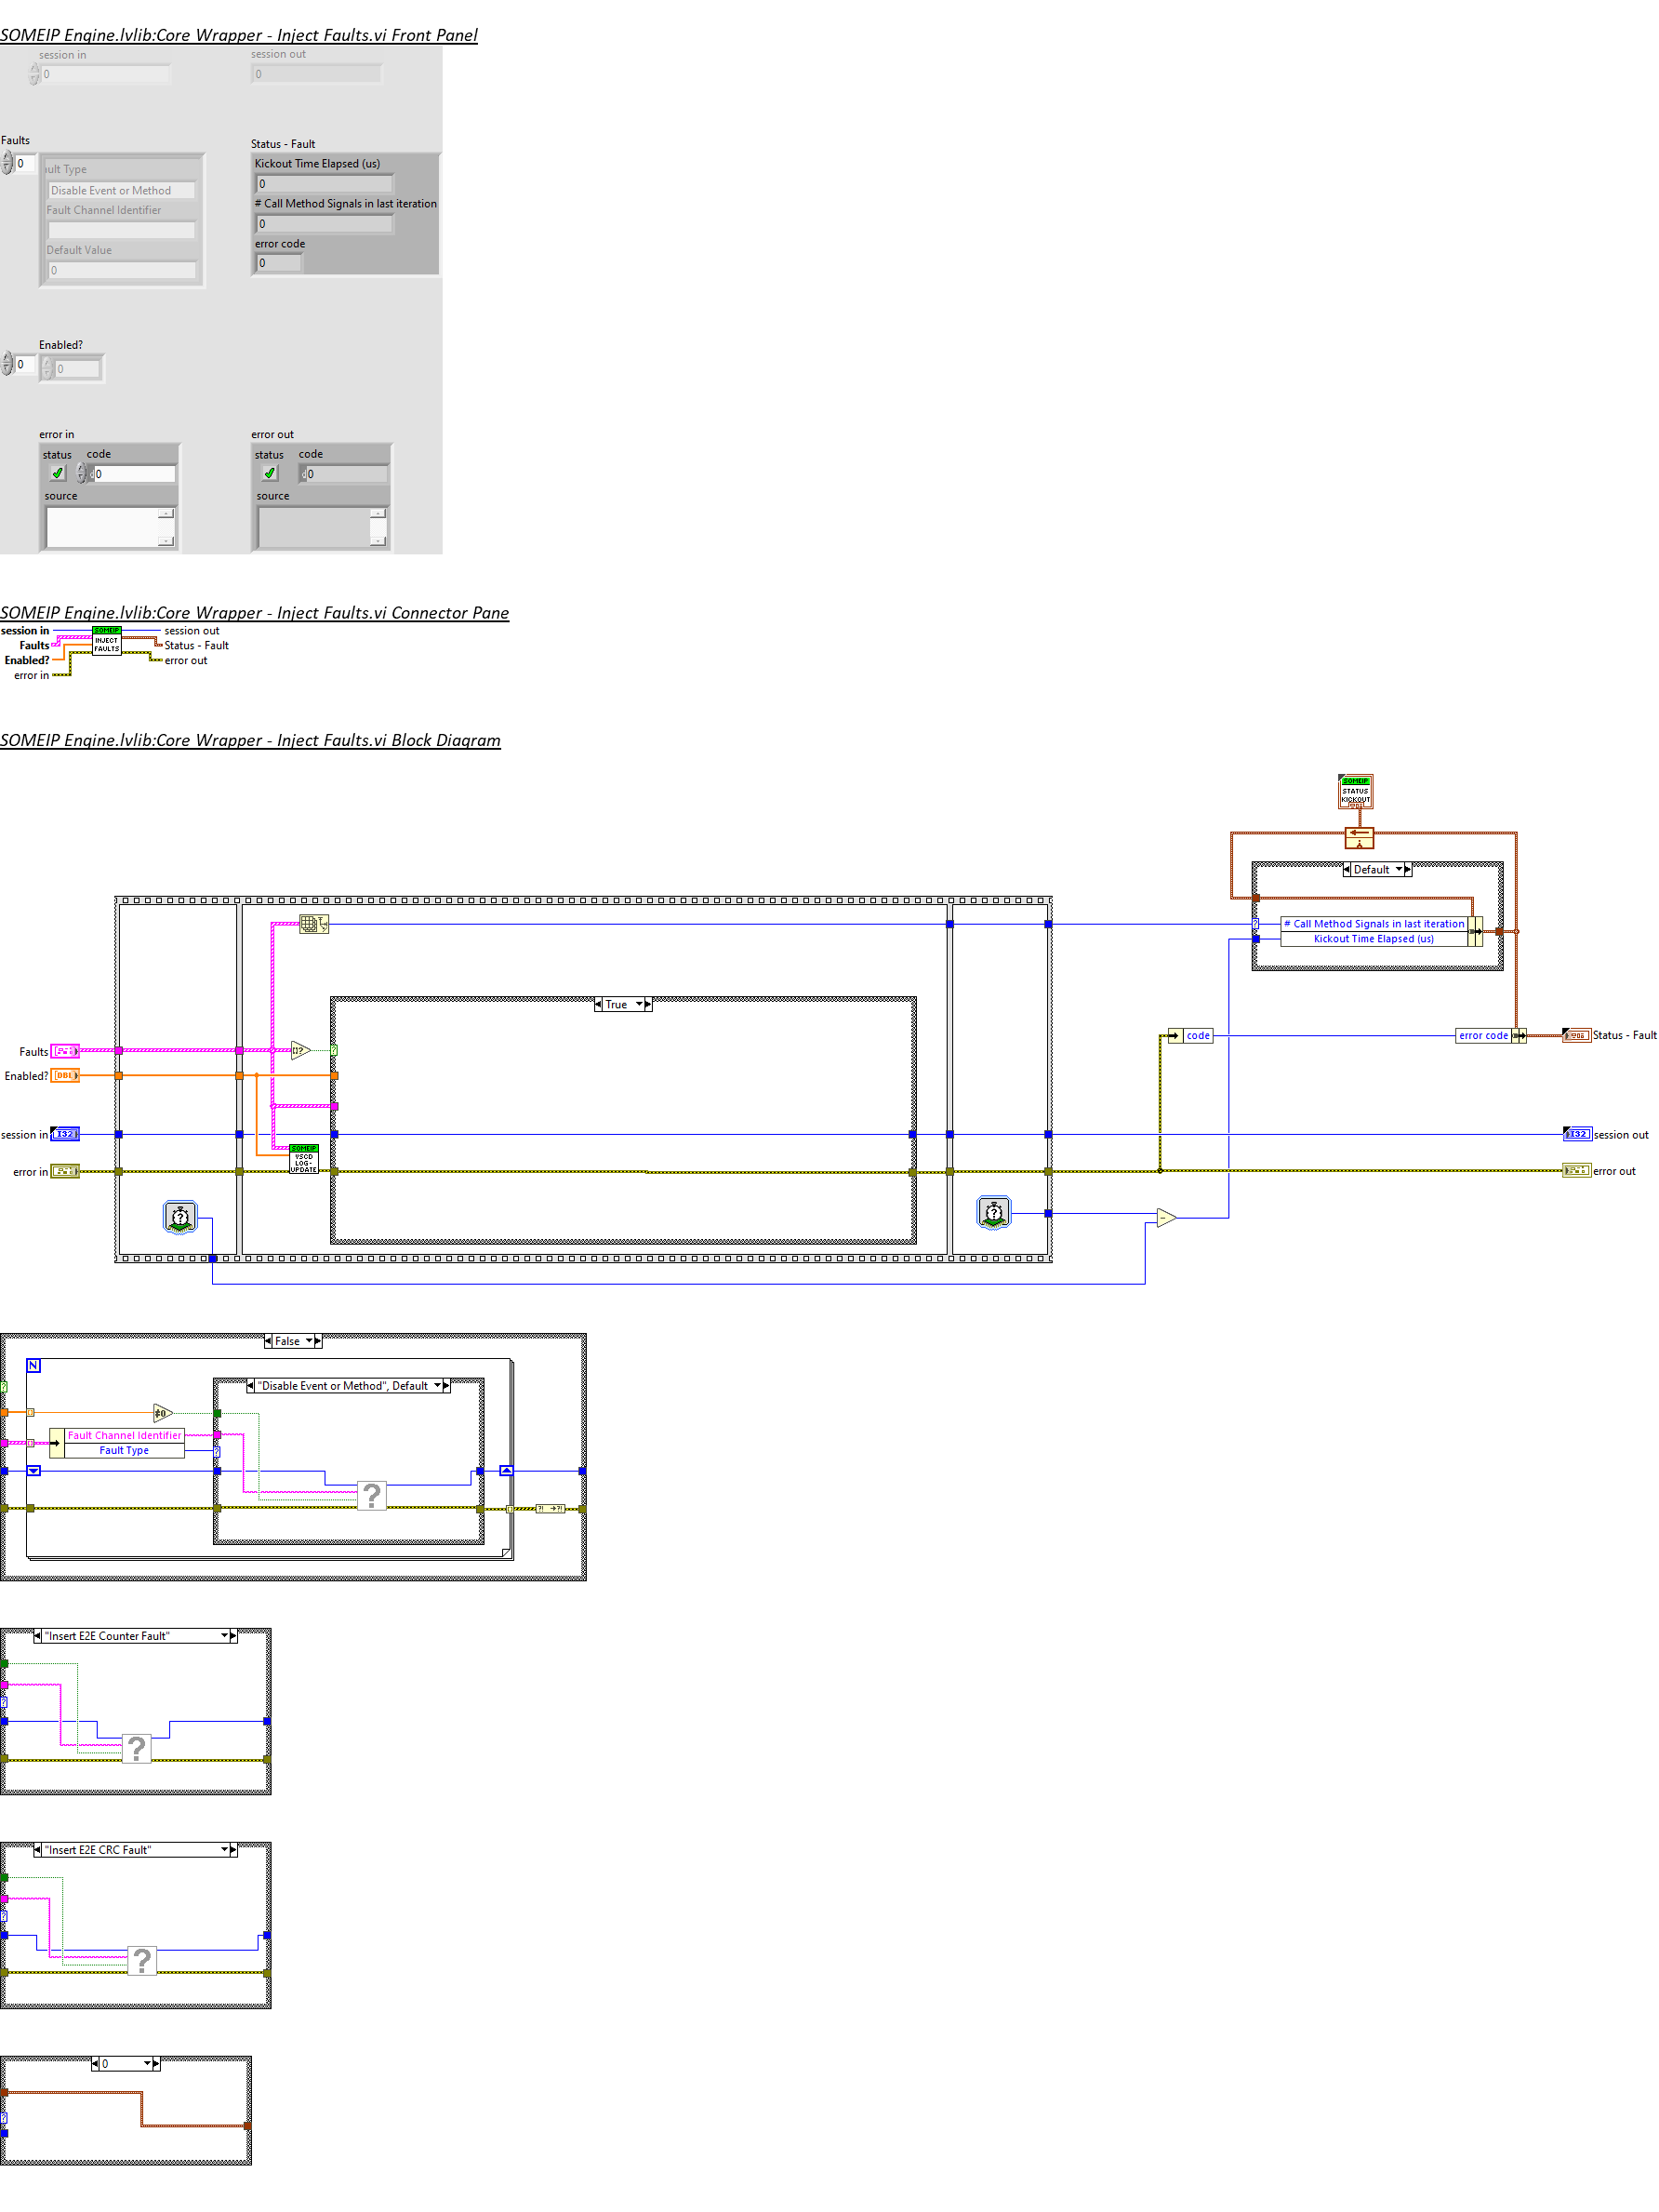 SOMEIP Engine.lvlib:Core Wrapper - Inject Faults.vi Front Panel
session in
session out
0
0
Faults
Status - Fault
0
ult Type
Kickout Time Elapsed (us)
Disable Event or Method
0
Fault Channel Identifier
# Call Method Signals in last iteration
0
Default Value
error code
0
0
Enabled?
0
0
error in
error out
status code
status code
0
0
source
source
SOMEIP Engine.lvlib:Core Wrapper - Inject Faults.vi Connector Pane
session in
SOMEIP
INJECT
FAULTS
session out
Faults
Status - Fault
Enabled?
error out
error in
SOMEIP Engine.lvlib:Core Wrapper - Inject Faults.vi Block Diagram
SOMEIP
STATUS
KICKOUT
Default
# Call Method Signals in last iteration
Kickout Time Elapsed (us)
True
code
error code
Status - Fault
Faults
Enabled?
DBL
session in
I32
I32
session out
SOMEIP
VSCD
LOG-
UPDATE
error in
error out
False
N
"Disable Event or Method", Default
≠0
Fault Channel Identifier
Fault Type
?
"Insert E2E Counter Fault"
?
"Insert E2E CRC Fault"
?
0